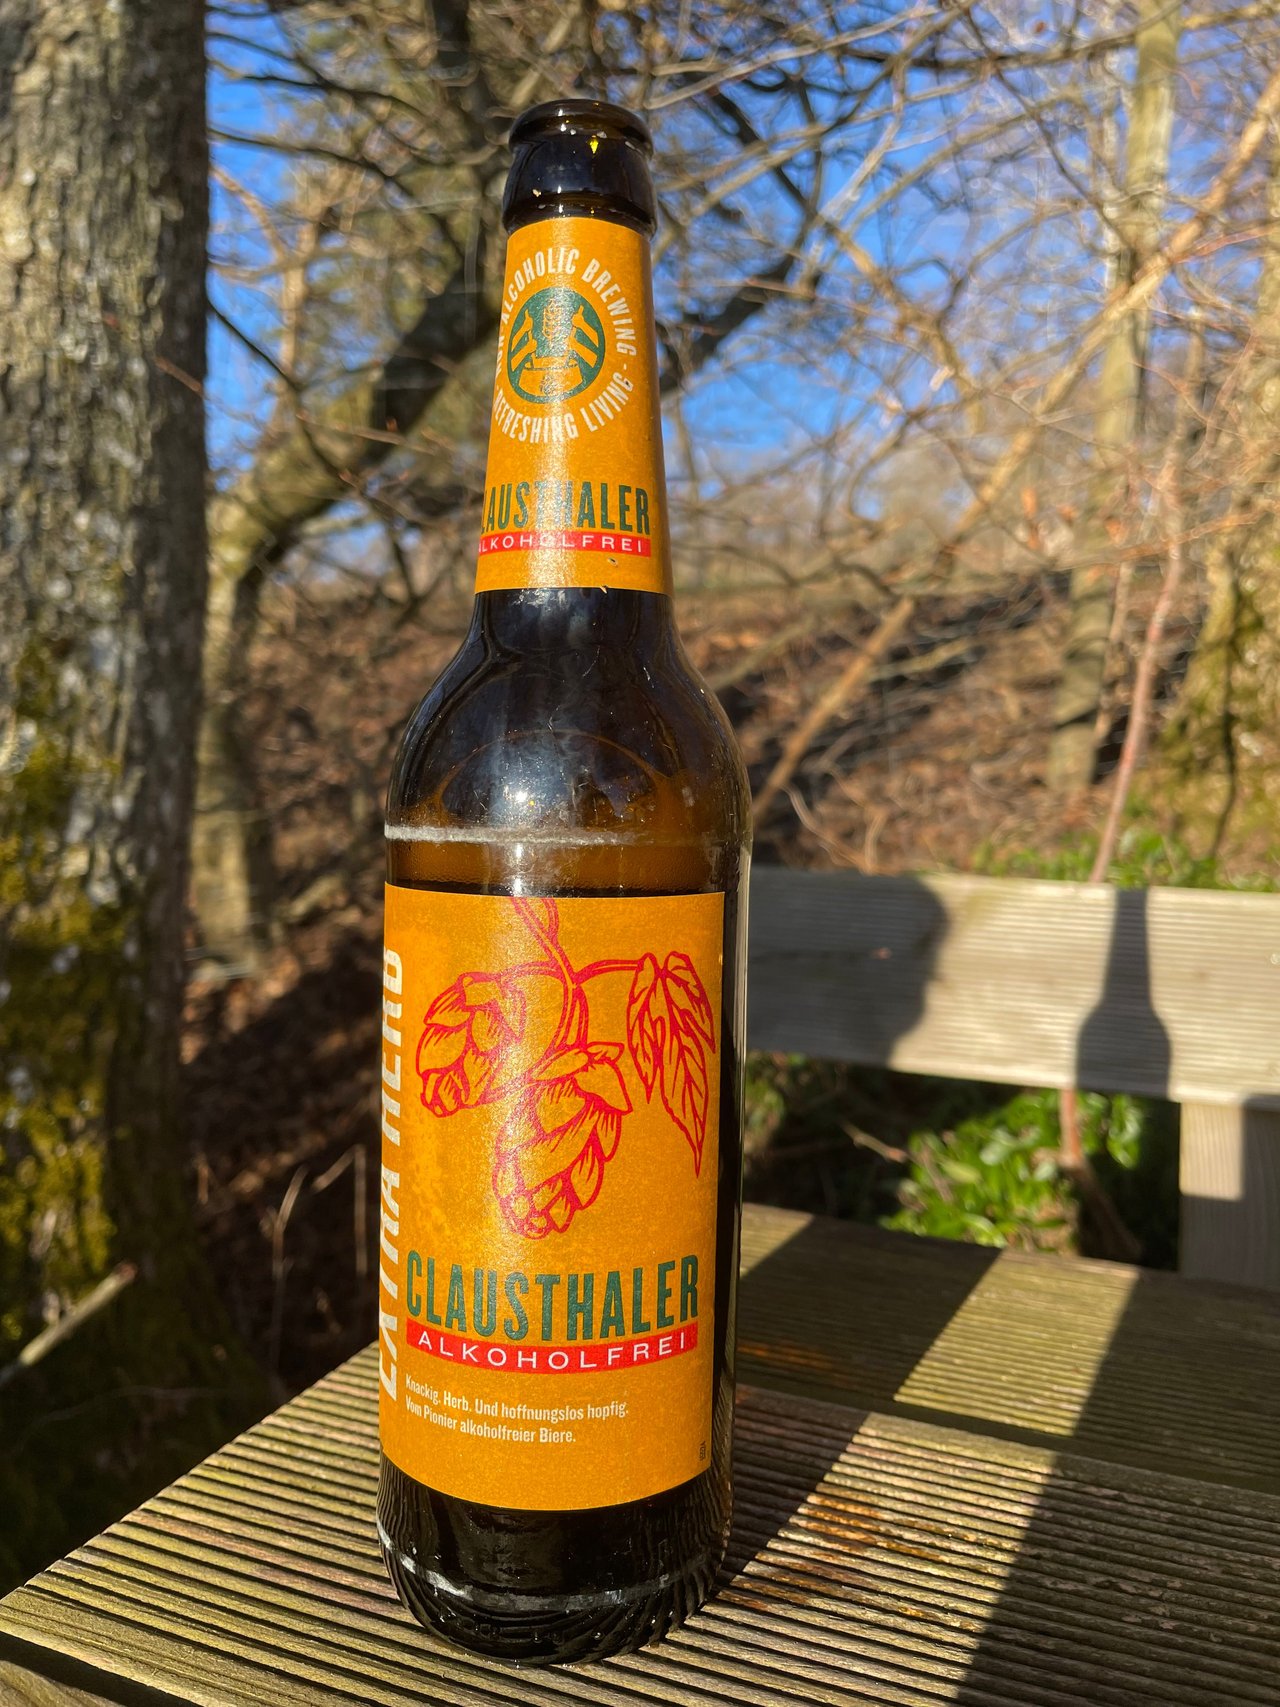 NON-ALCOHOLIC BREWING -
REFRESHING LIVING -
CLAUSTHALER
ALKOHOLFREI
EXTRA HERB
CLAUSTHALER
ALKOHOLFREI
Knackig. Herb. Und hoffnungslos hopfig.
Vom Pionier alkoholfreier Biere.